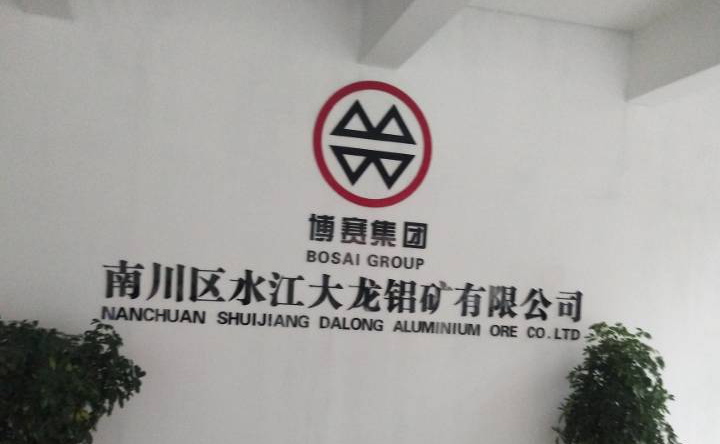 博赛集团
BOSAI GROUP
南川区水江大龙铝矿有限公司
NANCHUAN SHUIJIANG DALONG ALUMINIUM ORE CO.LTD